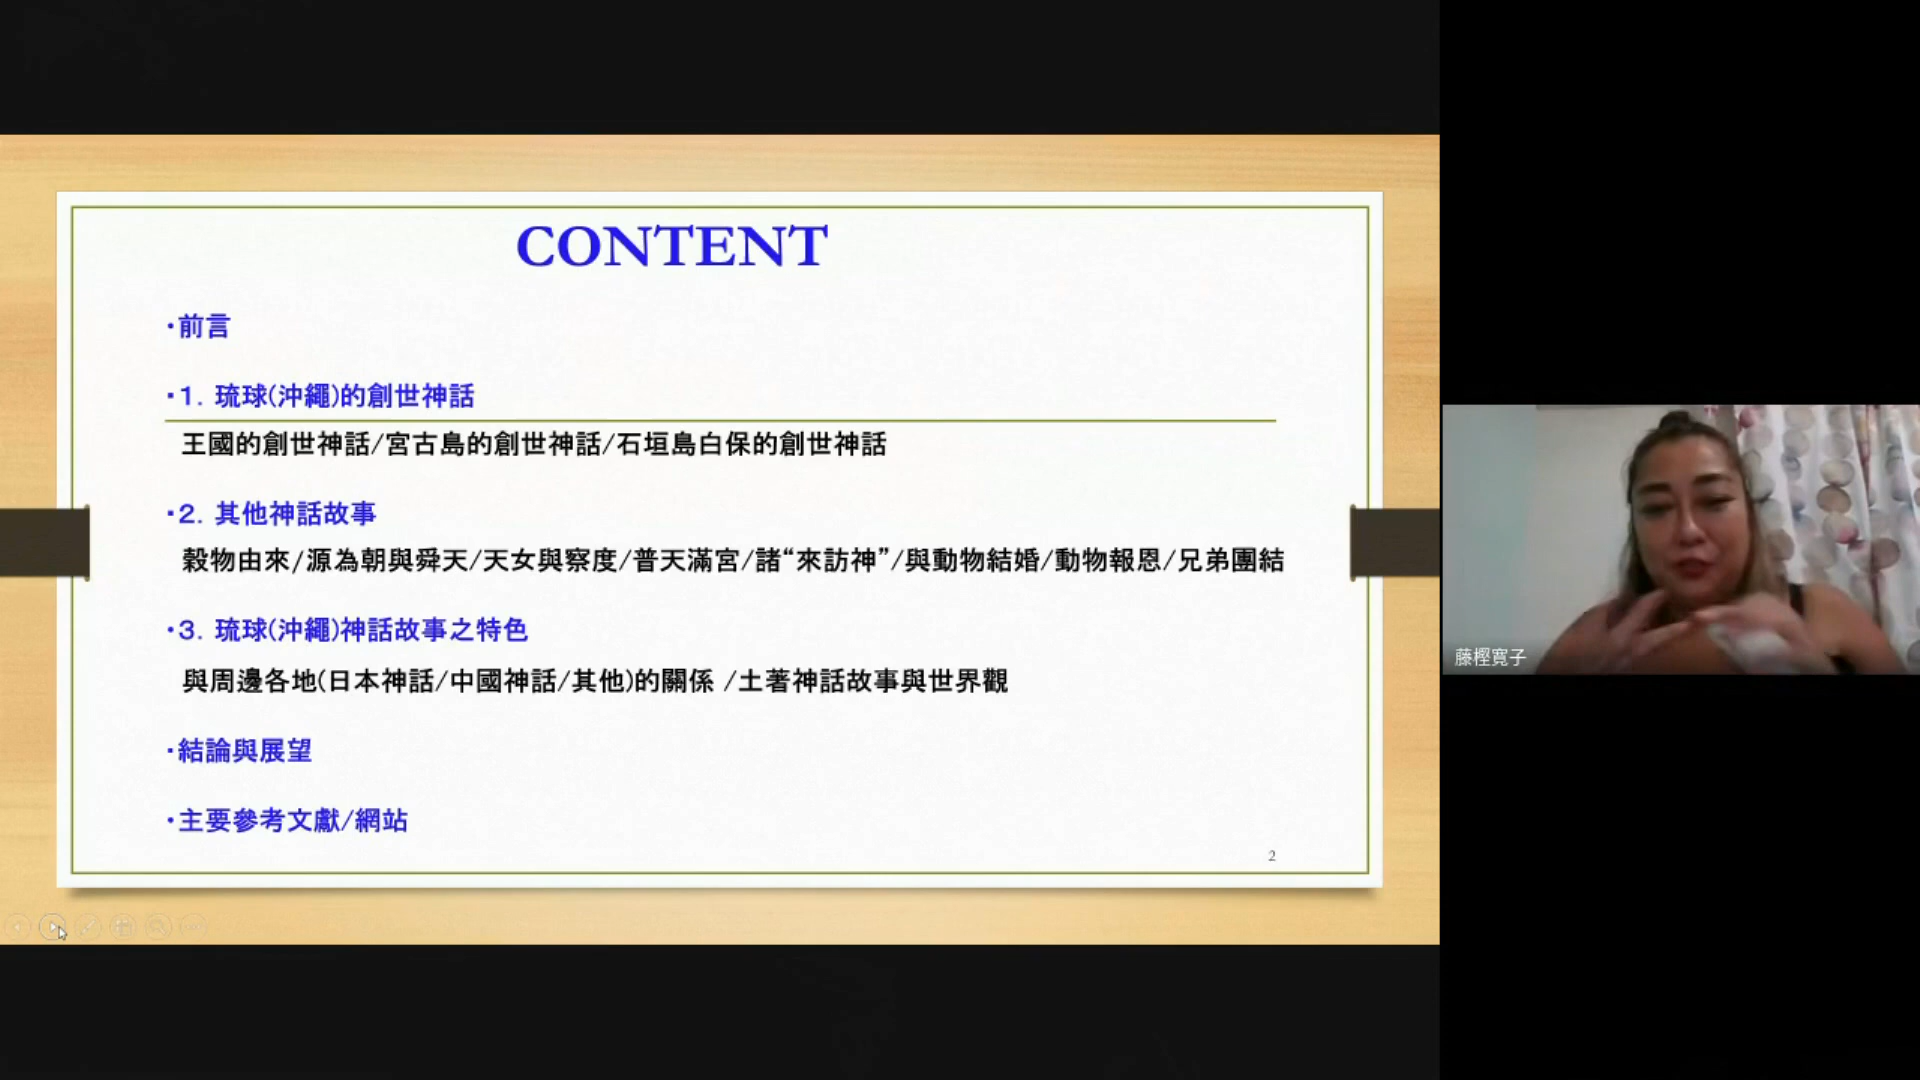 CONTENT
・前言
・1. 琉球(沖繩)的創世神話
王國的創世神話/宮古島的創世神話/石垣島白保的創世神話
・2. 其他神話故事
穀物由來/源為朝與舜天/天女與察度/普天滿宮/諸“來訪神”/與動物結婚/動物報恩/兄弟團結
・3. 琉球(沖繩)神話故事之特色
與周邊各地(日本神話/中國神話/其他)的關係 /土著神話故事與世界觀
・結論與展望
・主要參考文獻/網站
2
藤樫寛子